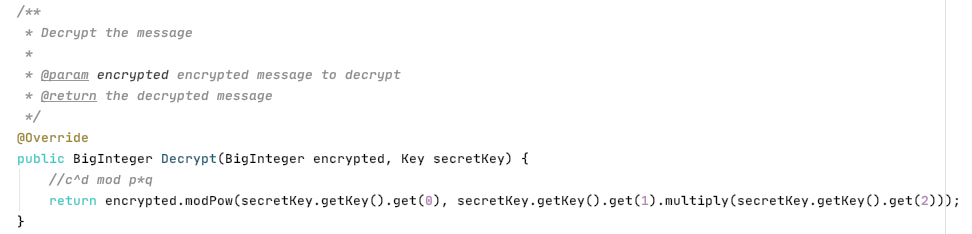 /**
 * Decrypt the message
 *
 * @param encrypted encrypted message to decrypt
 * @return the decrypted message
 */
@Override
public BigInteger Decrypt(BigInteger encrypted, Key secretKey) {
    //c^d mod p*q
    return encrypted.modPow(secretKey.getKey().get(0), secretKey.getKey().get(1).multiply(secretKey.getKey().get(2)));
}